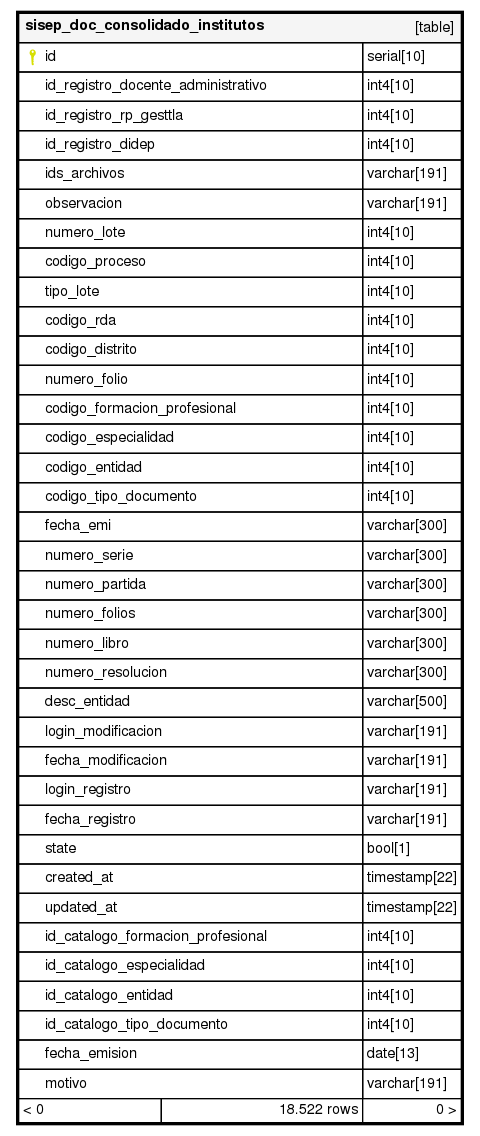 sisep_doc_consolidado_institutos [table]
id serial[10]
id_registro_docente_administrativo int4[10]
id_registro_rp_gesttla int4[10]
id_registro_didep int4[10]
ids_archivos varchar[191]
observacion varchar[191]
numero_lote int4[10]
codigo_proceso int4[10]
tipo_lote int4[10]
codigo_rda int4[10]
codigo_distrito int4[10]
numero_folio int4[10]
codigo_formacion_profesional int4[10]
codigo_especialidad int4[10]
codigo_entidad int4[10]
codigo_tipo_documento int4[10]
fecha_emi varchar[300]
numero_serie varchar[300]
numero_partida varchar[300]
numero_folios varchar[300]
numero_libro varchar[300]
numero_resolucion varchar[300]
desc_entidad varchar[500]
login_modificacion varchar[191]
fecha_modificacion varchar[191]
login_registro varchar[191]
fecha_registro varchar[191]
state bool[1]
created_at timestamp[22]
updated_at timestamp[22]
id_catalogo_formacion_profesional int4[10]
id_catalogo_especialidad int4[10]
id_catalogo_entidad int4[10]
id_catalogo_tipo_documento int4[10]
fecha_emision date[13]
motivo varchar[191]
< 0 18.522 rows 0 >